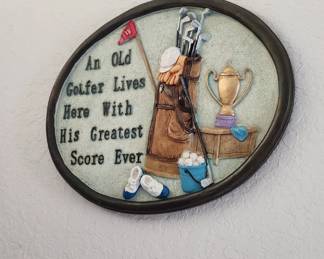 An Old
Golfer Lives
Here With
His Greatest
Score Ever